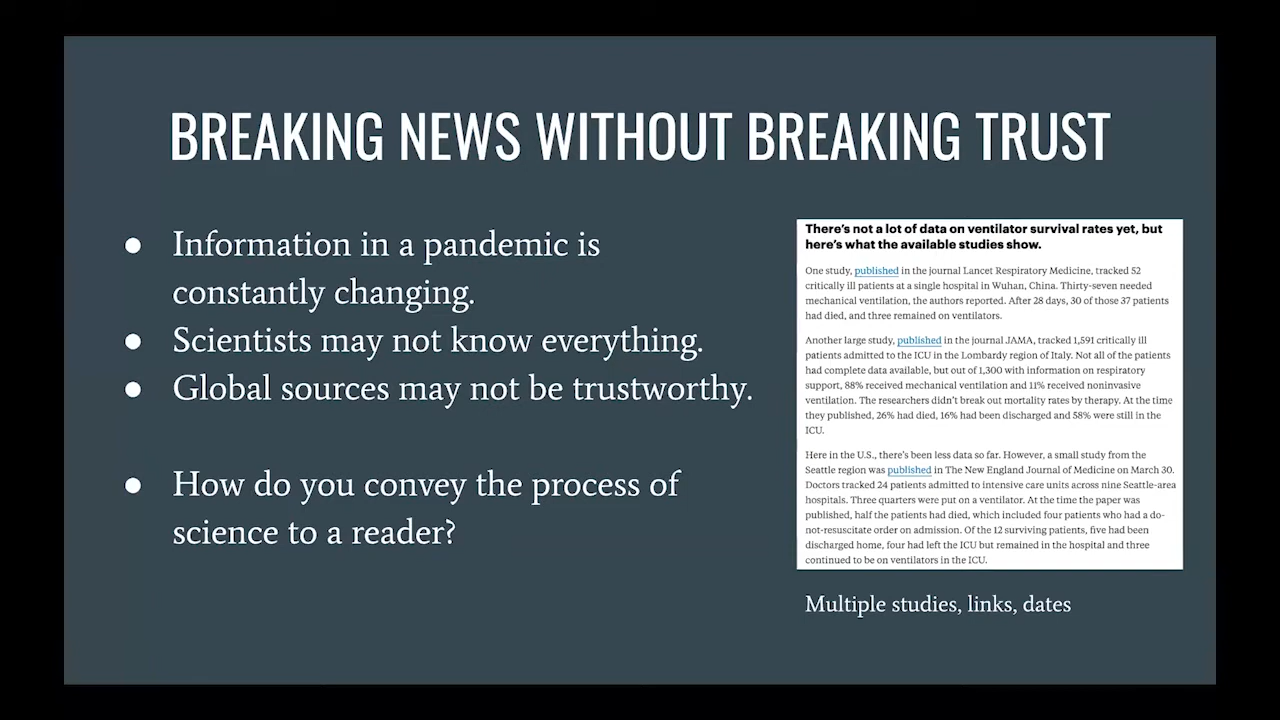 BREAKING NEWS WITHOUT BREAKING TRUST
● Information in a pandemic is
constantly changing.
● Scientists may not know everything.
● Global sources may not be trustworthy.
● How do you convey the process of
science to a reader?
There's not a lot of data on ventilator survival rates yet, but
here's what the available studies show.
One study, published in the journal Lancet Respiratory Medicine, tracked 52
critically ill patients at a single hospital in Wuhan, China. Thirty-seven needed
mechanical ventilation, the authors reported. After 28 days, 30 of those 37 patients
had died, and three remained on ventilators.
Another large study, published in the journal JAMA, tracked 1,591 critically ill
patients admitted to the ICU in the Lombardy region of Italy. Not all of the patients
had complete data available, but out of 1,300 with information on respiratory
support, 88% received mechanical ventilation and 11% received noninvasive
ventilation. The researchers didn't break out mortality rates by therapy. At the time
they published, 26% had died, 16% had been discharged and 58% were still in the
ICU.
Here in the U.S., there's been less data so far. However, a small study from the
Seattle region was published in The New England Journal of Medicine on March 30.
Doctors tracked 24 patients admitted to intensive care units across nine Seattle-area
hospitals. Three quarters were put on a ventilator. At the time the paper was
published, half the patients had died, which included four patients who had a do-
not-resuscitate order on admission. Of the 12 surviving patients, five had been
discharged home, four had left the ICU but remained in the hospital and three
continued to be on ventilators in the ICU.
Multiple studies, links, dates